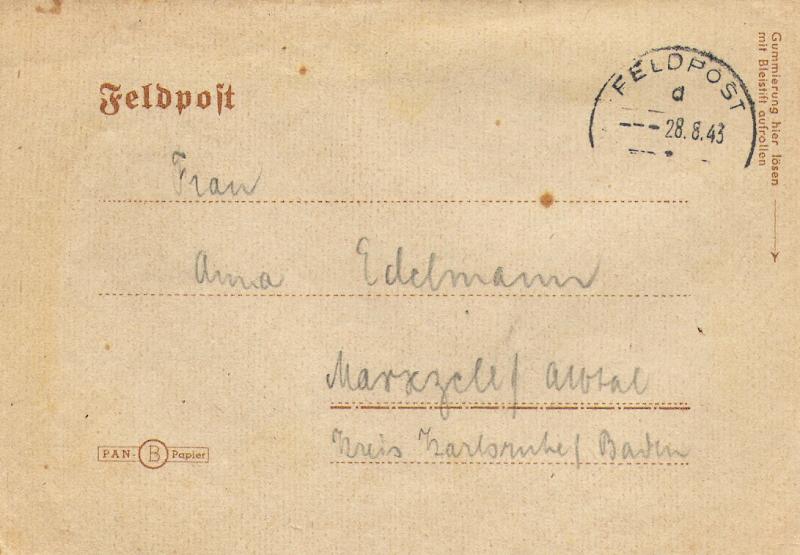 Feldpost
FELDPOST
d
28.8.43
Gummierung hier lösen
mit Bleistift aufrollen
Frau
Anna Edelmann
Marxzell / Albtal
Kreis Karlsruhe / Baden
PAN-B Papier